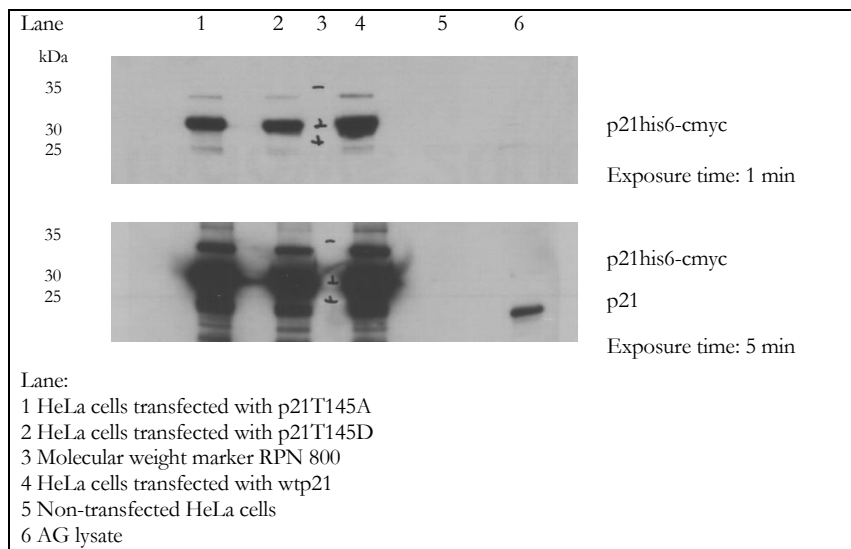 Lane 1 2 3 4 5 6
kDa
35
30
25
p21his6-cmyc
Exposure time: 1 min
35
30
25
p21his6-cmyc
p21
Exposure time: 5 min
Lane:
1 HeLa cells transfected with p21T145A
2 HeLa cells transfected with p21T145D
3 Molecular weight marker RPN 800
4 HeLa cells transfected with wtp21
5 Non-transfected HeLa cells
6 AG lysate